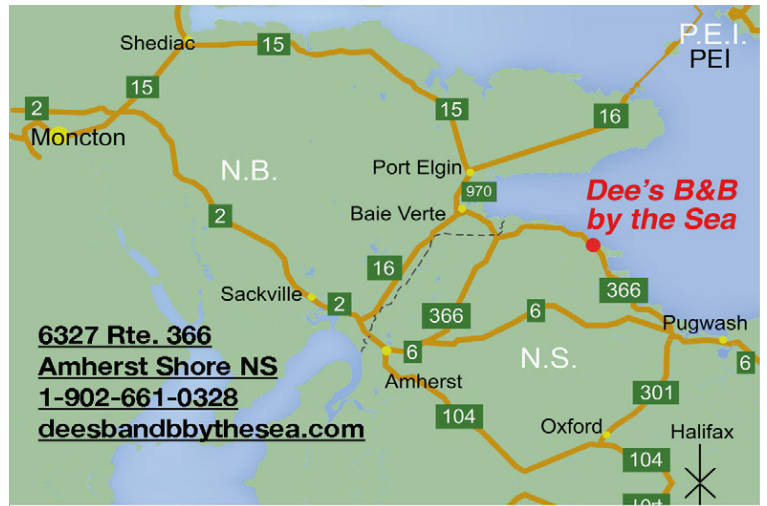 Shediac
15
P.E.I.
PEI
15
2
15
16
Moncton
N.B.
Port Elgin
970
Dee's B&B
by the Sea
Baie Verte
2
16
366
Sackville
2
366
6
Pugwash
6327 Rte. 366
Amherst Shore NS
1-902-661-0328
deesbandbbythesea.com
6
N.S.
6
Amherst
301
104
Oxford
Halifax
104